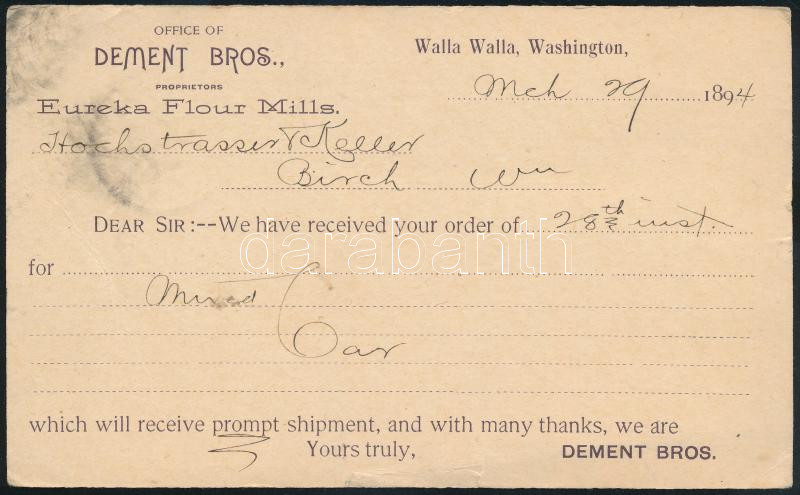 OFFICE OF
DEMENT BROS.,
PROPRIETORS
Eureka Flour Mills.
Walla Walla, Washington,
Mch 29 1894
Hochstrasser & Keller
Birch Wn
DEAR SIR:--We have received your order of 28th inst.
darabanth
for
Mixed
Car
which will receive prompt shipment, and with many thanks, we are
Yours truly,
DEMENT BROS.